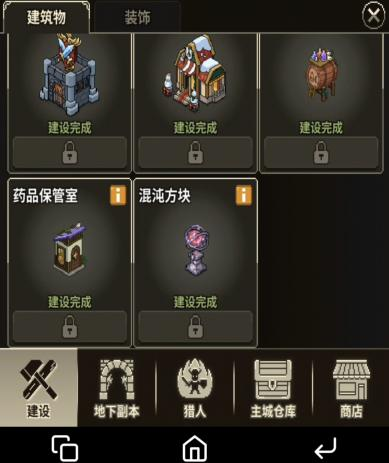 建筑物
装饰
建设完成
建设完成
建设完成
药品保管室
混沌方块
建设完成
建设完成
建设
地下副本
猎人
主城仓库
商店